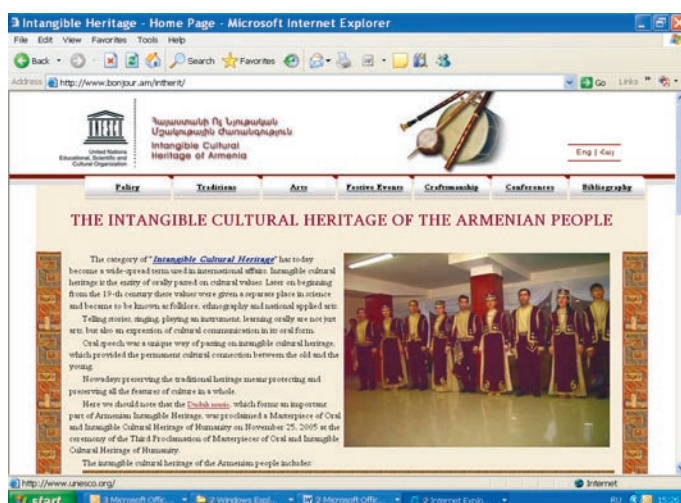 Intangible Heritage - Home Page - Microsoft Internet Explorer
File Edit View Favorites Tools Help
Back Search Favorites
Address http://www.bonjour.am/intherit/ Go Links »
United Nations
Educational, Scientific and
Cultural Organization
Հայաստանի Ոչ Նյութական
Մշակութային Ժառանգություն
Intangible Cultural
Heritage of Armenia
Eng | Հայ
Policy Traditions Arts Festive Events Craftsmanship Conferences Bibliography
THE INTANGIBLE CULTURAL HERITAGE OF THE ARMENIAN PEOPLE
The category of "Intangible Cultural Heritage" has today
become a wide-spread term used in international affairs. Intangible cultural
heritage is the entity of orally passed on cultural values. Later on beginning
from the 19-th century these values were given a separate place in science
and became to be known as folklore, ethnography and national applied arts.
Telling stories, singing, playing an instrument, learning orally are not just
arts, but also an expression of cultural communication in its oral form.
Oral speech was a unique way of passing on intangible cultural heritage,
which provided the permanent cultural connection between the old and the
young.
Nowadays preserving the traditional heritage means protecting and
preserving all the features of culture in a whole.
Here we should note that the Duduk music, which forms an important
part of Armenian Intangible Heritage, was proclaimed a Masterpiece of Oral
and Intangible Cultural Heritage of Humanity on November 25, 2005 at the
ceremony of the Third Proclamation of Masterpieces of Oral and Intangible
Cultural Heritage of Humanity.
The intangible cultural heritage of the Armenian people includes:
http://www.unesco.org/ Internet
start 3 Microsoft Offic... 2 Windows Expl... 2 Microsoft Offic... 2 Internet Explo... RU 15:26